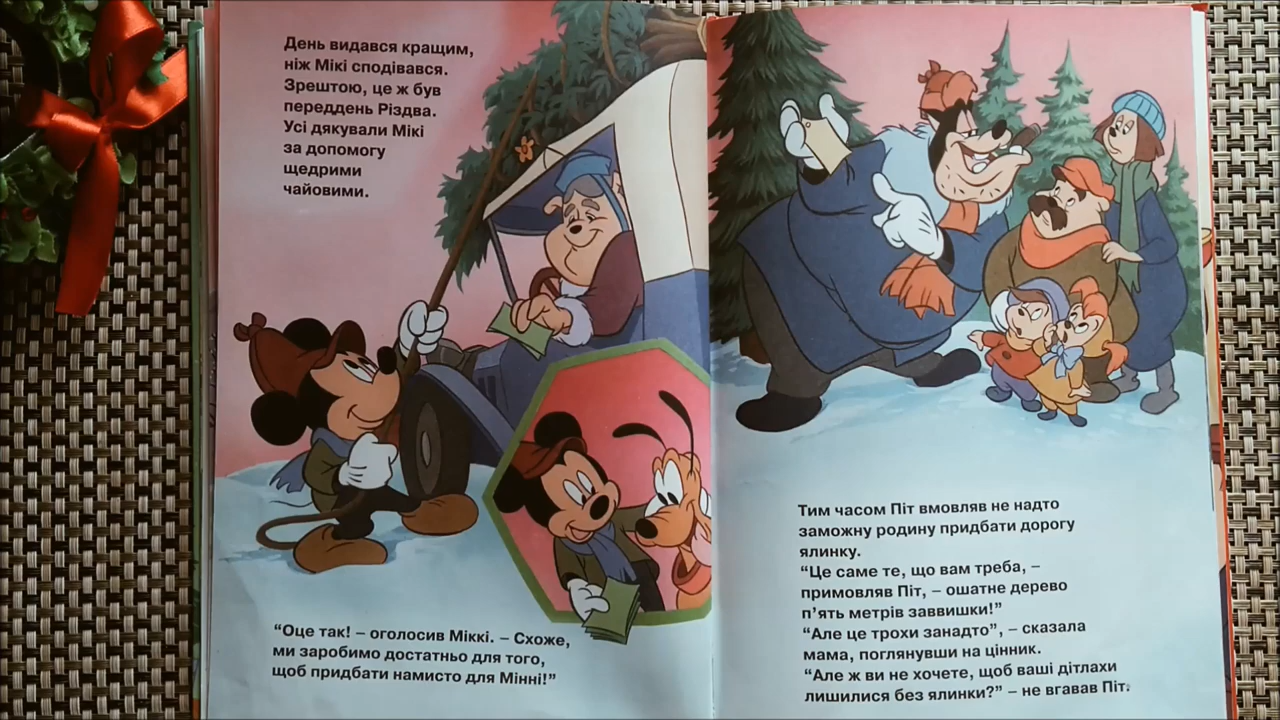 День видався кращим,
ніж Мікі сподівався.
Зрештою, це ж був
переддень Різдва.
Усі дякували Мікі
за допомогу
щедрими
чайовими.
“Оце так! – оголосив Міккі. – Схоже,
ми заробимо достатньо для того,
щоб придбати намисто для Мінні!”
Тим часом Піт вмовляв не надто
заможну родину придбати дорогу
ялинку.
“Це саме те, що вам треба, –
примовляв Піт, – ошатне дерево
п’ять метрів заввишки!”
“Але це трохи занадто”, – сказала
мама, поглянувши на цінник.
“Але ж ви не хочете, щоб ваші дітлахи
лишилися без ялинки?” – не вгавав Піт.